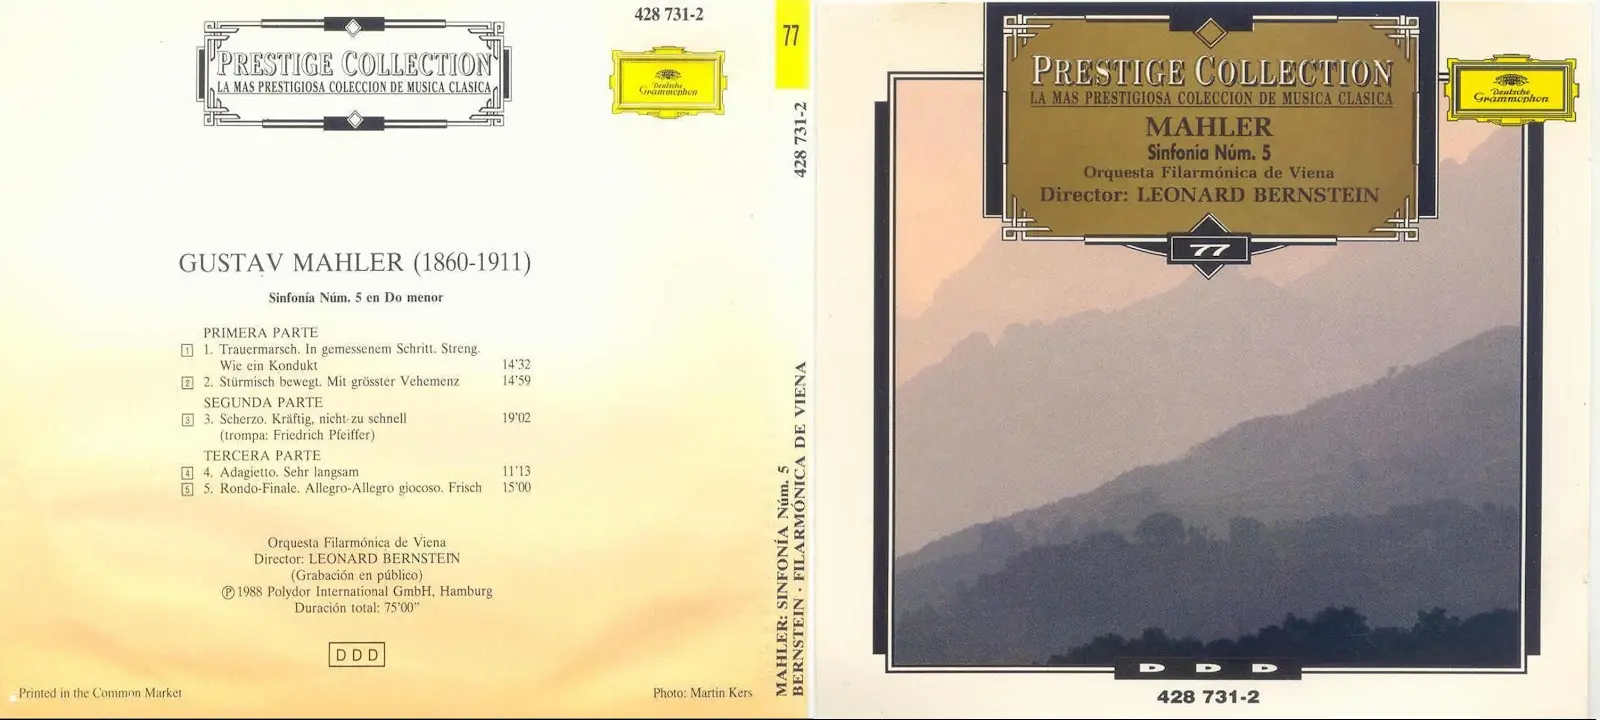 PRESTIGE COLLECTION
LA MAS PRESTIGIOSA COLECCION DE MUSICA CLASICA
428 731-2
Deutsche
Grammophon
GUSTAV MAHLER (1860-1911)
Sinfonía Núm. 5 en Do menor
PRIMERA PARTE
1 1. Trauermarsch. In gemessenem Schritt. Streng.
Wie ein Kondukt 14'32
2 2. Stürmisch bewegt. Mit grösster Vehemenz 14'59
SEGUNDA PARTE
3 3. Scherzo. Kräftig, nicht zu schnell 19'02
(trompa: Friedrich Pfeiffer)
TERCERA PARTE
4 4. Adagietto. Sehr langsam 11'13
5 5. Rondo-Finale. Allegro-Allegro giocoso. Frisch 15'00
Orquesta Filarmónica de Viena
Director: LEONARD BERNSTEIN
(Grabación en público)
Ⓟ 1988 Polydor International GmbH, Hamburg
Duración total: 75'00"
DDD
Printed in the Common Market
Photo: Martin Kers
77
428 731-2
MAHLER: SINFONÍA Núm. 5
BERNSTEIN · FILARMÓNICA DE VIENA
PRESTIGE COLLECTION
LA MAS PRESTIGIOSA COLECCION DE MUSICA CLASICA
MAHLER
Sinfonía Núm. 5
Orquesta Filarmónica de Viena
Director: LEONARD BERNSTEIN
77
Deutsche
Grammophon
D D D
428 731-2